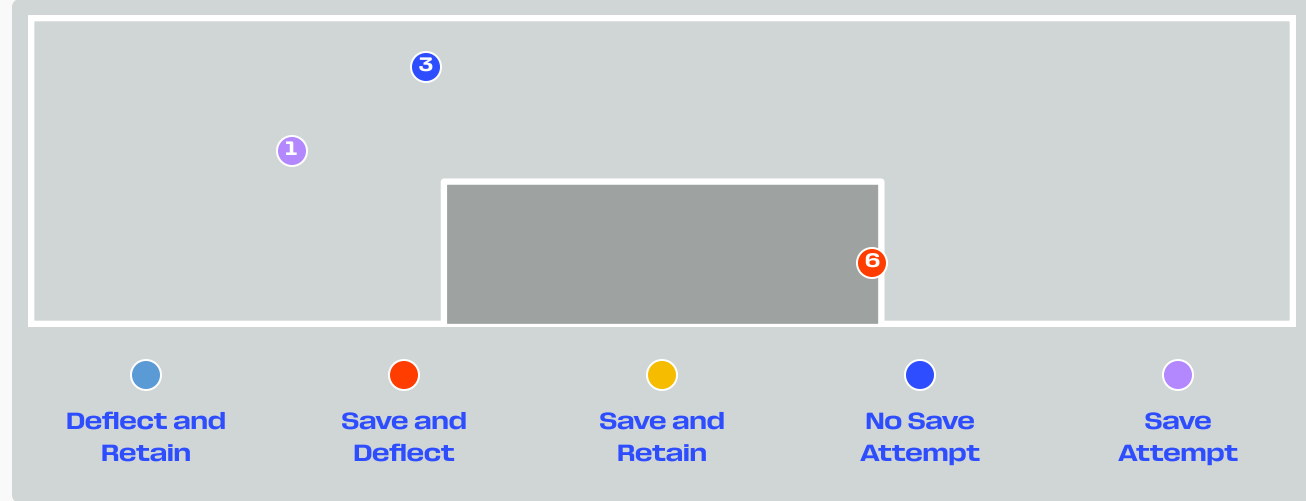 3
1
6
Deflect and
Retain
Save and
Deflect
Save and
Retain
No Save
Attempt
Save
Attempt